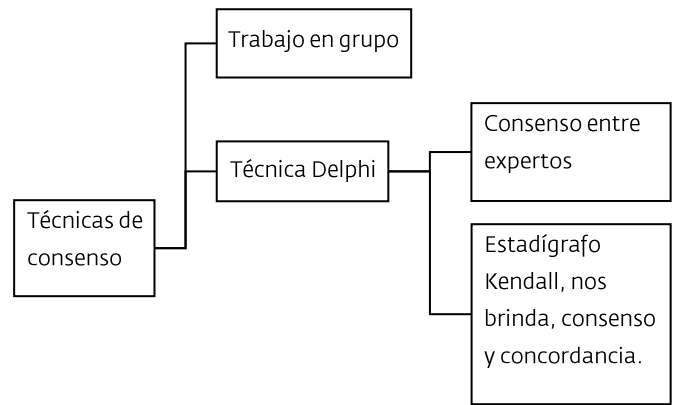 Trabajo en grupo
Técnica Delphi
Consenso entre
expertos
Técnicas de
consenso
Estadígrafo
Kendall, nos
brinda, consenso
y concordancia.